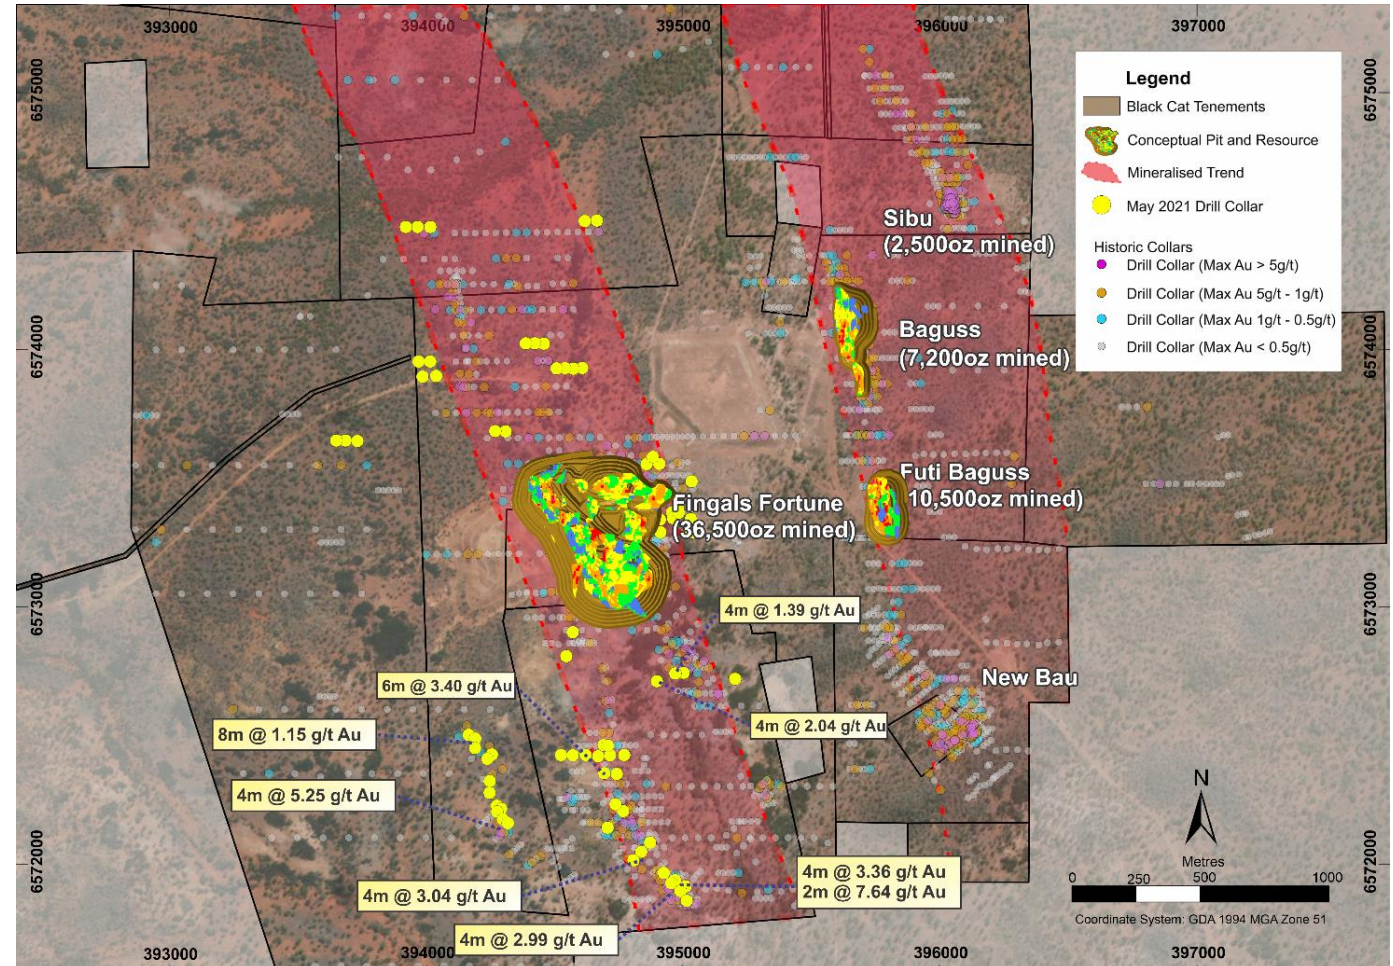 393000
394000
395000
396000
397000
6575000
6575000
Legend
Black Cat Tenements
Conceptual Pit and Resource
Mineralised Trend
May 2021 Drill Collar
Historic Collars
Drill Collar (Max Au > 5g/t)
Drill Collar (Max Au 5g/t - 1g/t)
Drill Collar (Max Au 1g/t - 0.5g/t)
Drill Collar (Max Au < 0.5g/t)
Sibu
(2,500oz mined)
6574000
6574000
Baguss
(7,200oz mined)
Futi Baguss
10,500oz mined)
Fingals Fortune
(36,500oz mined)
6573000
6573000
4m @ 1.39 g/t Au
New Bau
6m @ 3.40 g/t Au
4m @ 2.04 g/t Au
8m @ 1.15 g/t Au
4m @ 5.25 g/t Au
N
Metres
0 250 500 1000
Coordinate System: GDA 1994 MGA Zone 51
6572000
6572000
4m @ 3.36 g/t Au
2m @ 7.64 g/t Au
4m @ 3.04 g/t Au
4m @ 2.99 g/t Au
393000
394000
395000
396000
397000